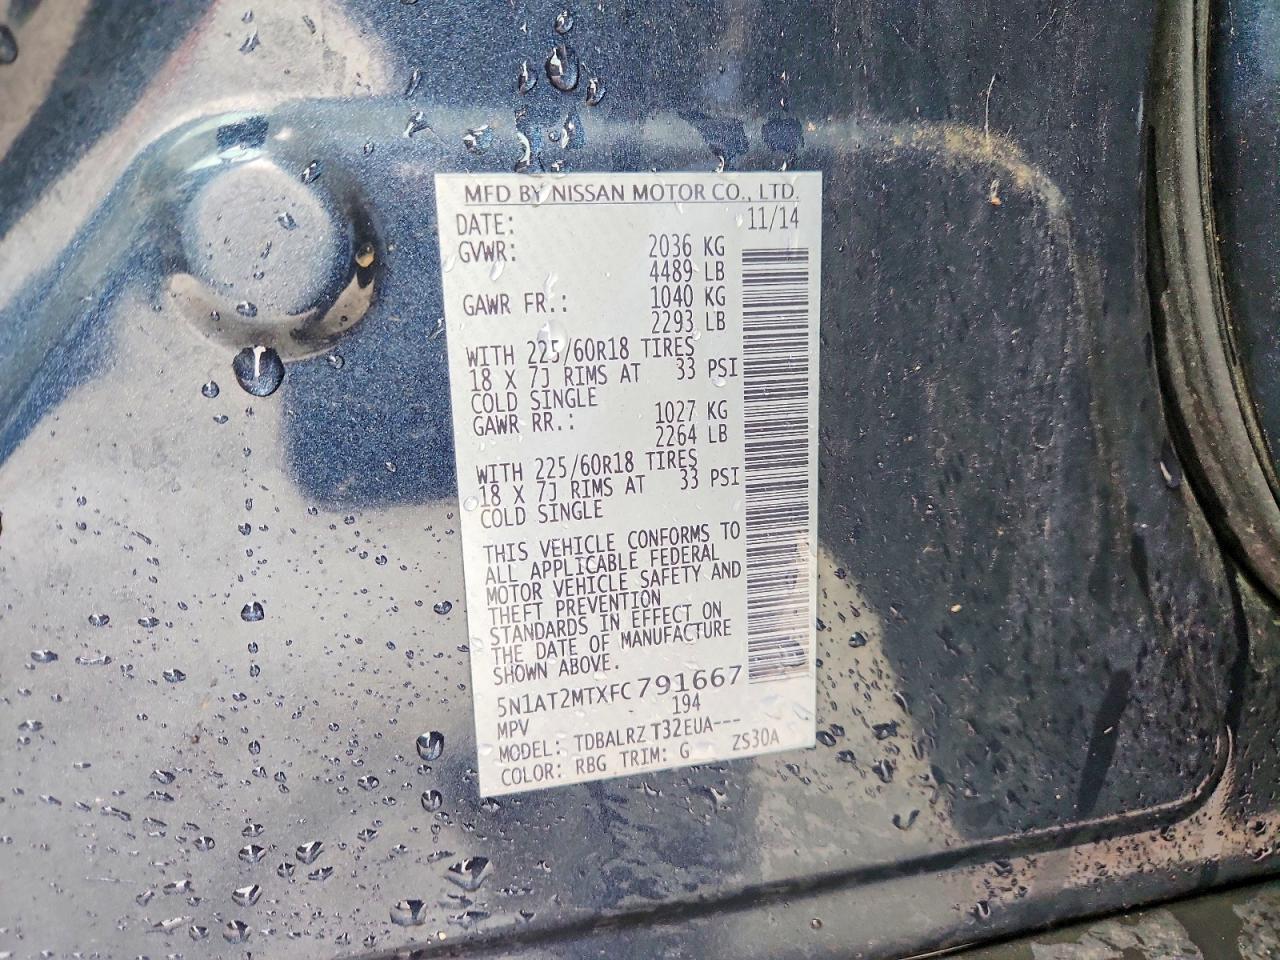 MFD BY NISSAN MOTOR CO., LTD.
DATE: 11/14
GVWR: 2036 KG
4489 LB
GAWR FR.: 1040 KG
2293 LB
WITH 225/60R18 TIRES
18 X 7J RIMS AT 33 PSI
COLD SINGLE
GAWR RR.: 1027 KG
2264 LB
WITH 225/60R18 TIRES
18 X 7J RIMS AT 33 PSI
COLD SINGLE
THIS VEHICLE CONFORMS TO
ALL APPLICABLE FEDERAL
MOTOR VEHICLE SAFETY AND
THEFT PREVENTION
STANDARDS IN EFFECT ON
THE DATE OF MANUFACTURE
SHOWN ABOVE.
5N1AT2MTXFC791667
MPV 194
MODEL: TDBALRZ T32EUA---
COLOR: RBG TRIM: G ZS30A